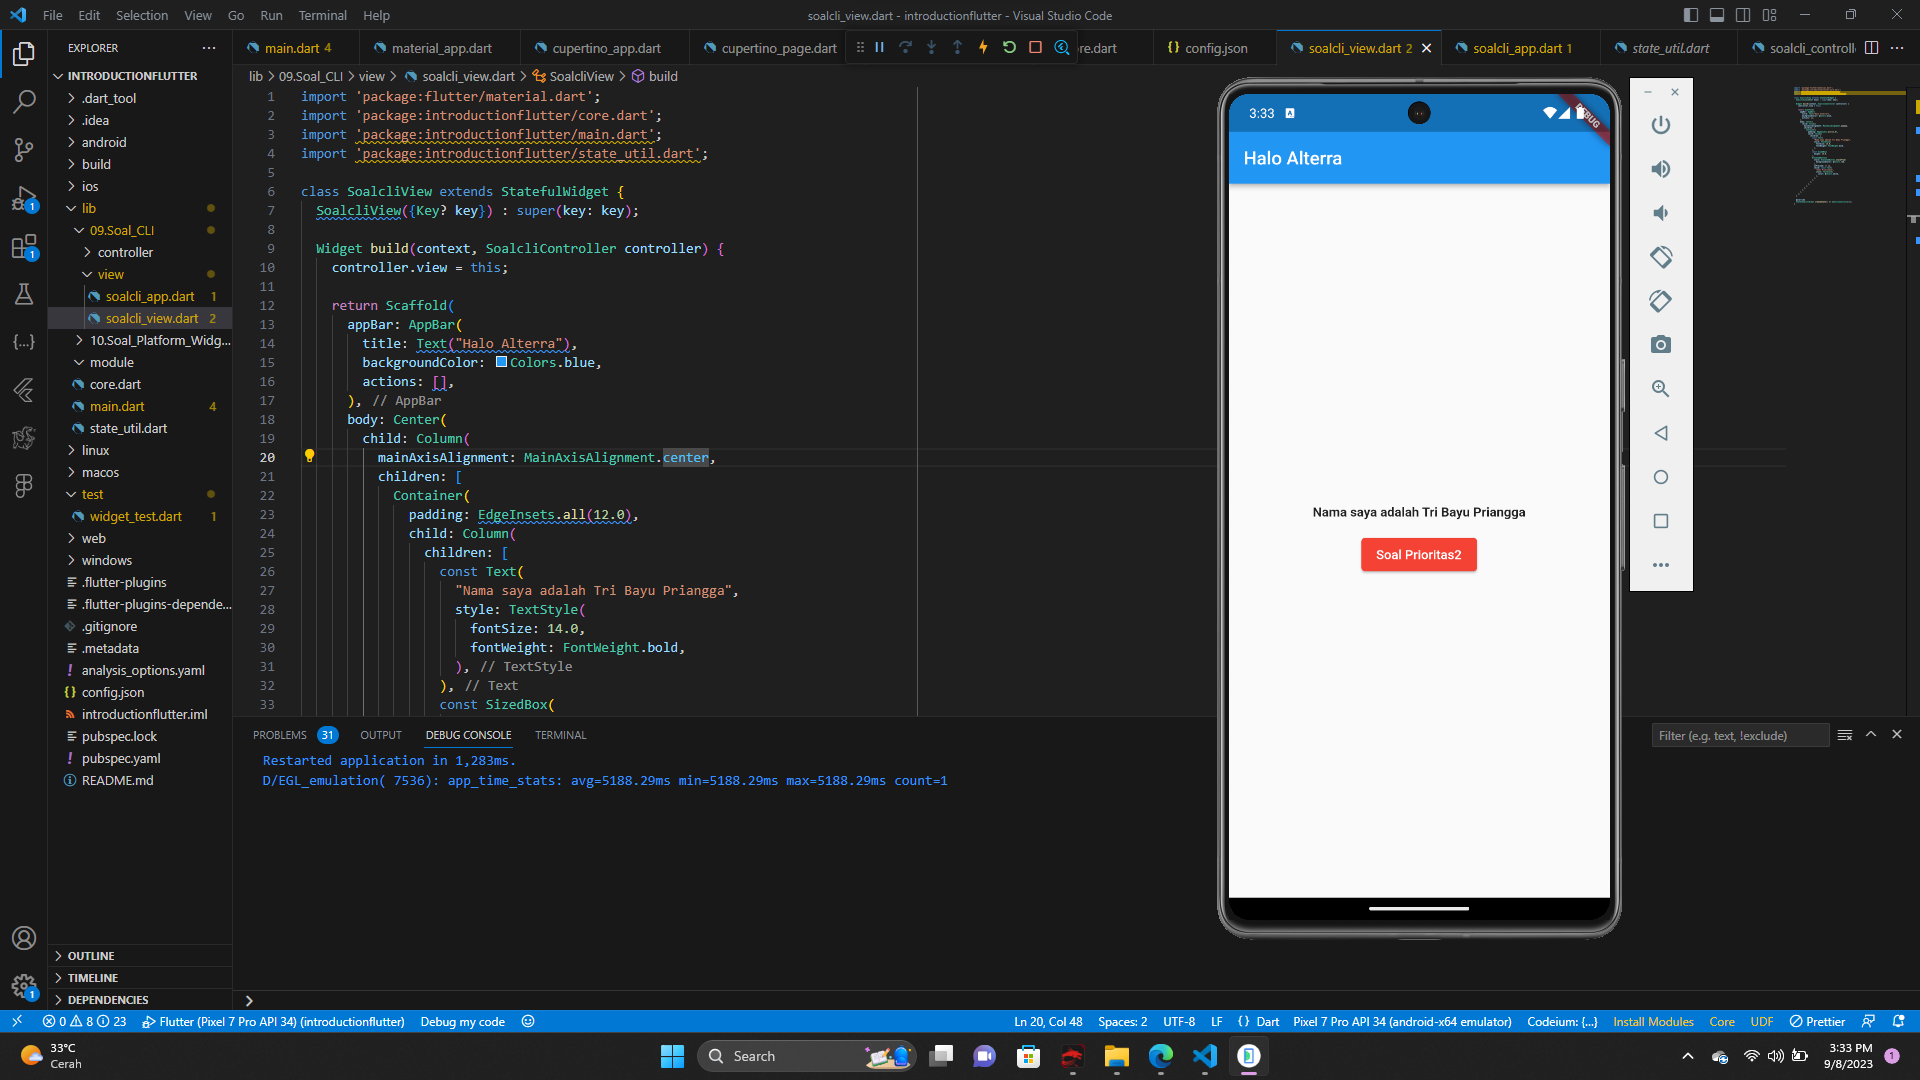 File Edit Selection View Go Run Terminal Help
soalcli_view.dart - introductionflutter - Visual Studio Code
EXPLORER
main.dart 4
material_app.dart
cupertino_app.dart
cupertino_page.dart
re.dart
config.json
soalcli_view.dart 2
soalcli_app.dart 1
state_util.dart
soalcli_controll
INTRODUCTIONFLUTTER
.dart_tool
.idea
android
build
ios
lib
09.Soal_CLI
controller
view
soalcli_app.dart 1
soalcli_view.dart 2
10.Soal_Platform_Widg...
module
core.dart
main.dart 4
state_util.dart
linux
macos
test
widget_test.dart 1
web
windows
.flutter-plugins
.flutter-plugins-depende...
.gitignore
.metadata
analysis_options.yaml
config.json
introductionflutter.iml
pubspec.lock
pubspec.yaml
README.md
OUTLINE
TIMELINE
DEPENDENCIES
1
1
1
lib > 09.Soal_CLI > view > soalcli_view.dart > SoalcliView > build
1 import 'package:flutter/material.dart';
2 import 'package:introductionflutter/core.dart';
3 import 'package:introductionflutter/main.dart';
4 import 'package:introductionflutter/state_util.dart';
5
6 class SoalcliView extends StatefulWidget {
7 SoalcliView({Key? key}) : super(key: key);
8
9 Widget build(context, SoalcliController controller) {
10 controller.view = this;
11
12 return Scaffold(
13 appBar: AppBar(
14 title: Text("Halo Alterra"),
15 backgroundColor: Colors.blue,
16 actions: [],
17 ), // AppBar
18 body: Center(
19 child: Column(
20 mainAxisAlignment: MainAxisAlignment.center,
21 children: [
22 Container(
23 padding: EdgeInsets.all(12.0),
24 child: Column(
25 children: [
26 const Text(
27 "Nama saya adalah Tri Bayu Priangga",
28 style: TextStyle(
29 fontSize: 14.0,
30 fontWeight: FontWeight.bold,
31 ), // TextStyle
32 ), // Text
33 const SizedBox(
3:33
DEBUG
Halo Alterra
Nama saya adalah Tri Bayu Priangga
Soal Prioritas2
PROBLEMS 31 OUTPUT DEBUG CONSOLE TERMINAL
Filter (e.g. text, !exclude)
Restarted application in 1,283ms.
D/EGL_emulation( 7536): app_time_stats: avg=5188.29ms min=5188.29ms max=5188.29ms count=1
0 8 23 Flutter (Pixel 7 Pro API 34) (introductionflutter) Debug my code
Ln 20, Col 48 Spaces: 2 UTF-8 LF {} Dart Pixel 7 Pro API 34 (android-x64 emulator) Codeium: {...} Install Modules Core UDF Prettier
33°C
Cerah
Search
3:33 PM
9/8/2023
1